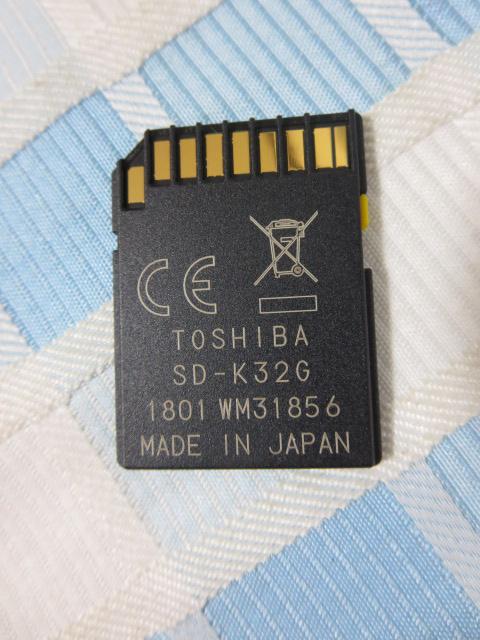 CE
TOSHIBA
SD-K32G
1801 WM31856
MADE IN JAPAN